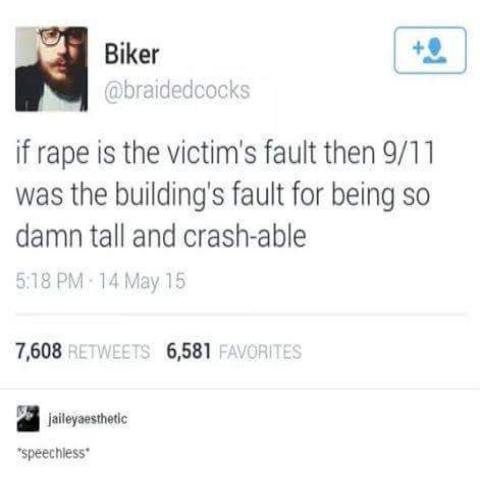 Biker
@braidedcocks
if rape is the victim's fault then 9/11
was the building's fault for being so
damn tall and crash-able
5:18 PM · 14 May 15
7,608 RETWEETS 6,581 FAVORITES
jaileyaesthetic
*speechless*